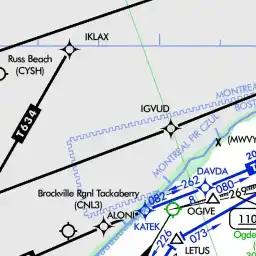 IKLAX
Russ Beach
(CYSH)
T634
IGVUD
MONTREAL
BOST
MONTREAL FIR CZUL
(MWVY
DAVDA
262
080
082
Brockville Rgnl Tackaberry
(CNL3)
ALONI
KATEK
8
269
OGIVE
110
Ogde
226
073
LETUS